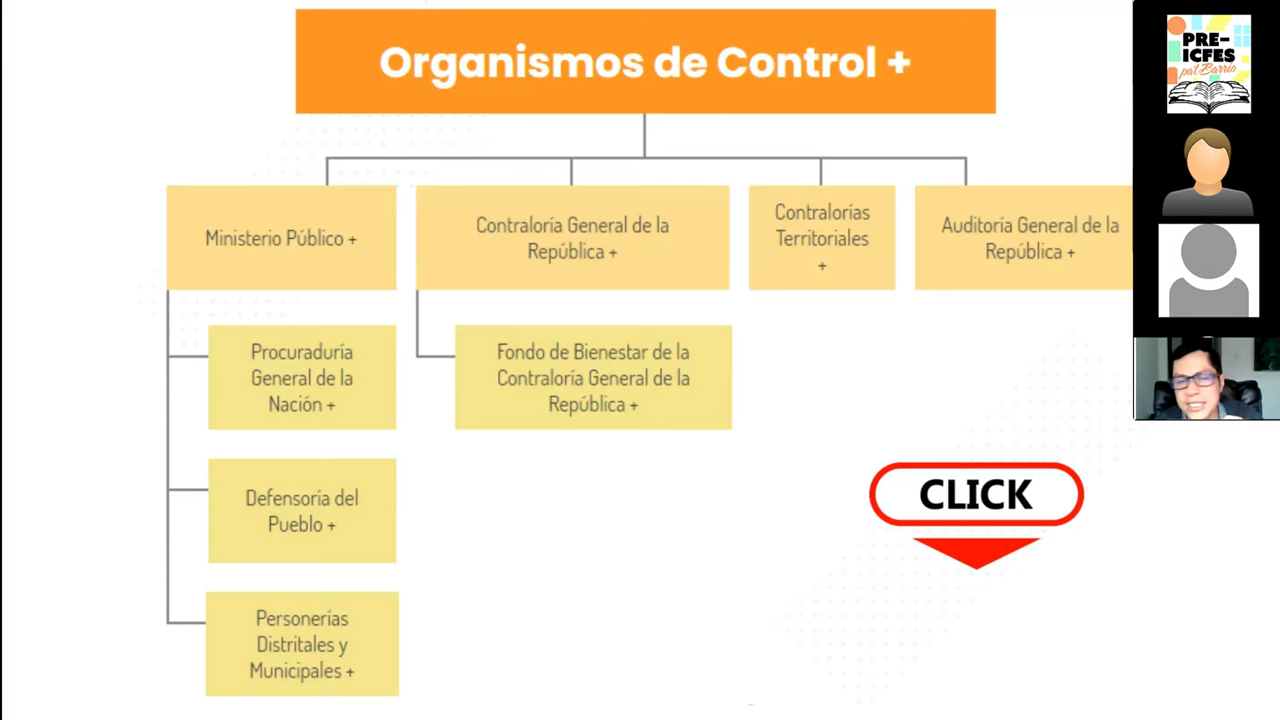 Organismos de Control +
Ministerio Público +
Contraloría General de la
República +
Contralorías
Territoriales
+
Auditoría General de la
República +
Procuraduría
General de la
Nación +
Fondo de Bienestar de la
Contraloría General de la
República +
Defensoría del
Pueblo +
Personerías
Distritales y
Municipales +
CLICK
PRE-
ICFES
pa'l Barrio